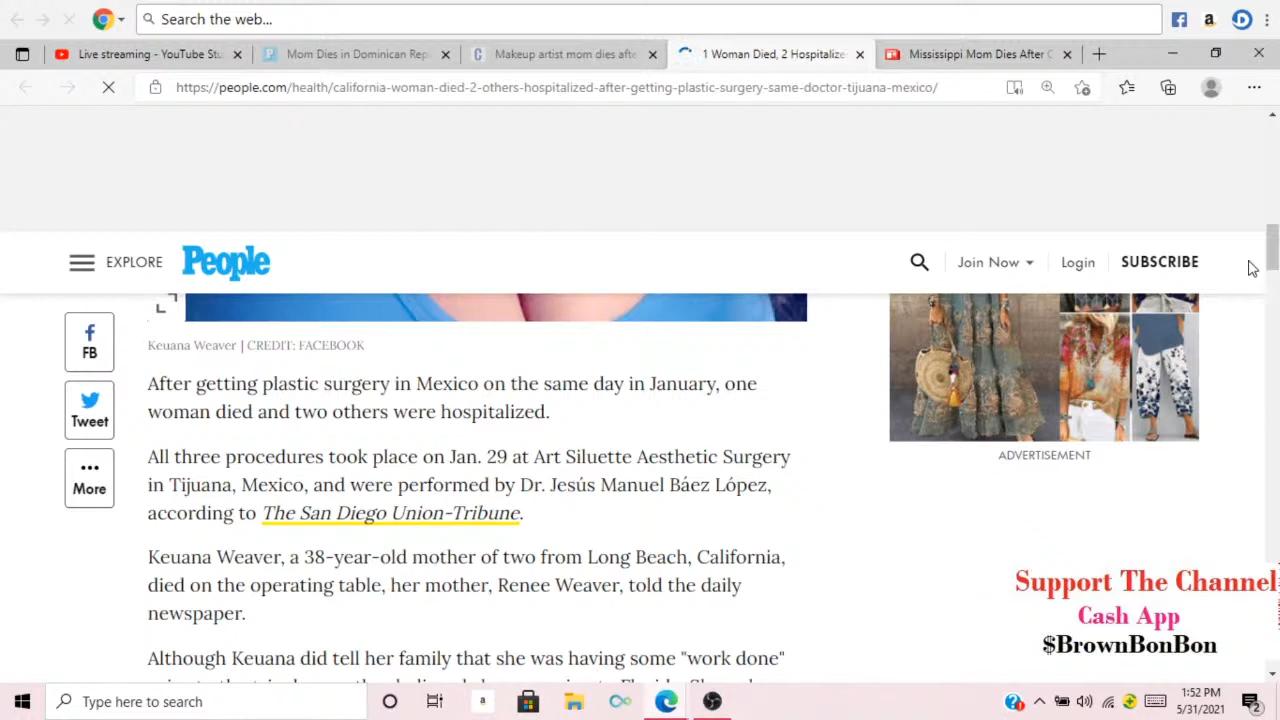 Search the web...
Live streaming - YouTube Stu
Mom Dies in Dominican Rep
Makeup artist mom dies afte
1 Woman Died, 2 Hospitalize
Mississippi Mom Dies After C
https://people.com/health/california-woman-died-2-others-hospitalized-after-getting-plastic-surgery-same-doctor-tijuana-mexico/
EXPLORE
People
Join Now
Login
SUBSCRIBE
FB
Tweet
More
Keuana Weaver | CREDIT: FACEBOOK
After getting plastic surgery in Mexico on the same day in January, one
woman died and two others were hospitalized.
All three procedures took place on Jan. 29 at Art Siluette Aesthetic Surgery
in Tijuana, Mexico, and were performed by Dr. Jesús Manuel Báez López,
according to The San Diego Union-Tribune.
Keuana Weaver, a 38-year-old mother of two from Long Beach, California,
died on the operating table, her mother, Renee Weaver, told the daily
newspaper.
Although Keuana did tell her family that she was having some "work done"
ADVERTISEMENT
Support The Channel
Cash App
$BrownBonBon
Type here to search
1:52 PM
5/31/2021
2